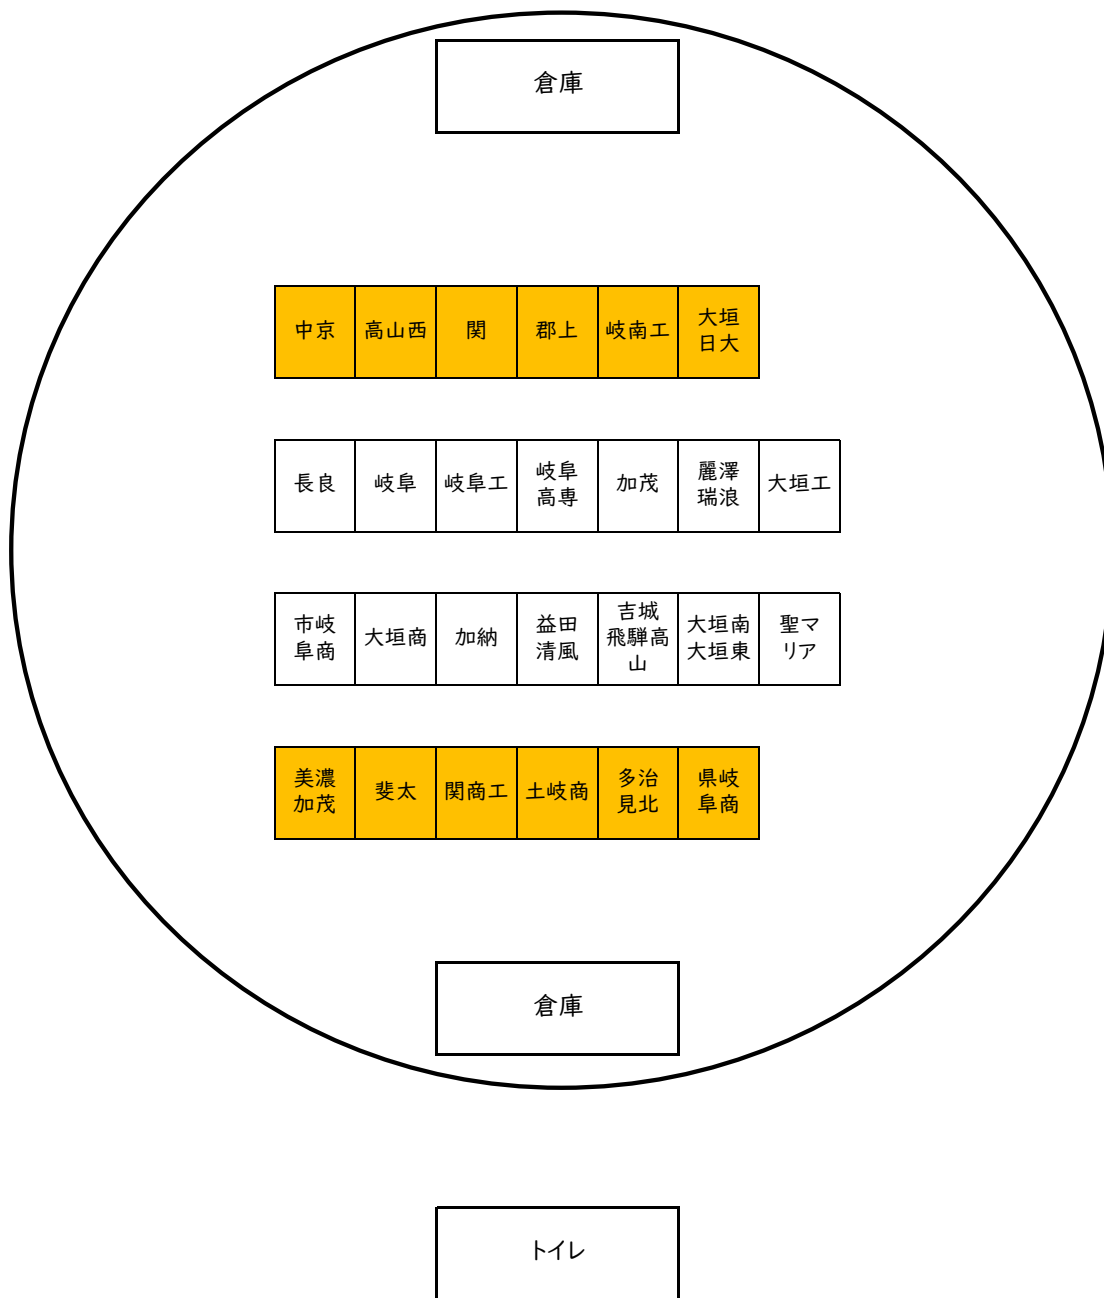 倉庫
中京
高山西
関
郡上
岐南工
大垣
日大
長良
岐阜
岐阜工
岐阜
高専
加茂
麗澤
瑞浪
大垣工
市岐
阜商
大垣商
加納
益田
清風
吉城
飛騨高
山
大垣南
大垣東
聖マ
リア
美濃
加茂
斐太
関商工
土岐商
多治
見北
県岐
阜商
倉庫
トイレ